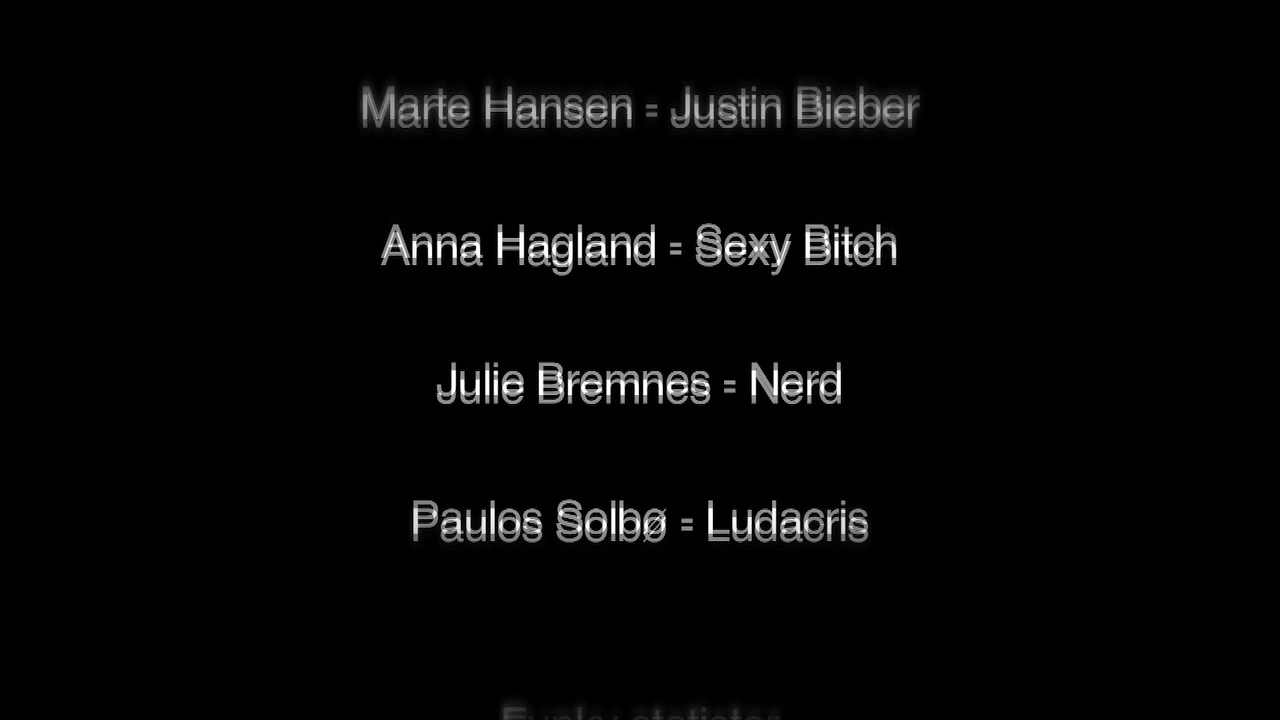 Marte Hansen - Justin Bieber
Anna Hagland - Sexy Bitch
Julie Bremnes - Nerd
Paulos Solbø - Ludacris